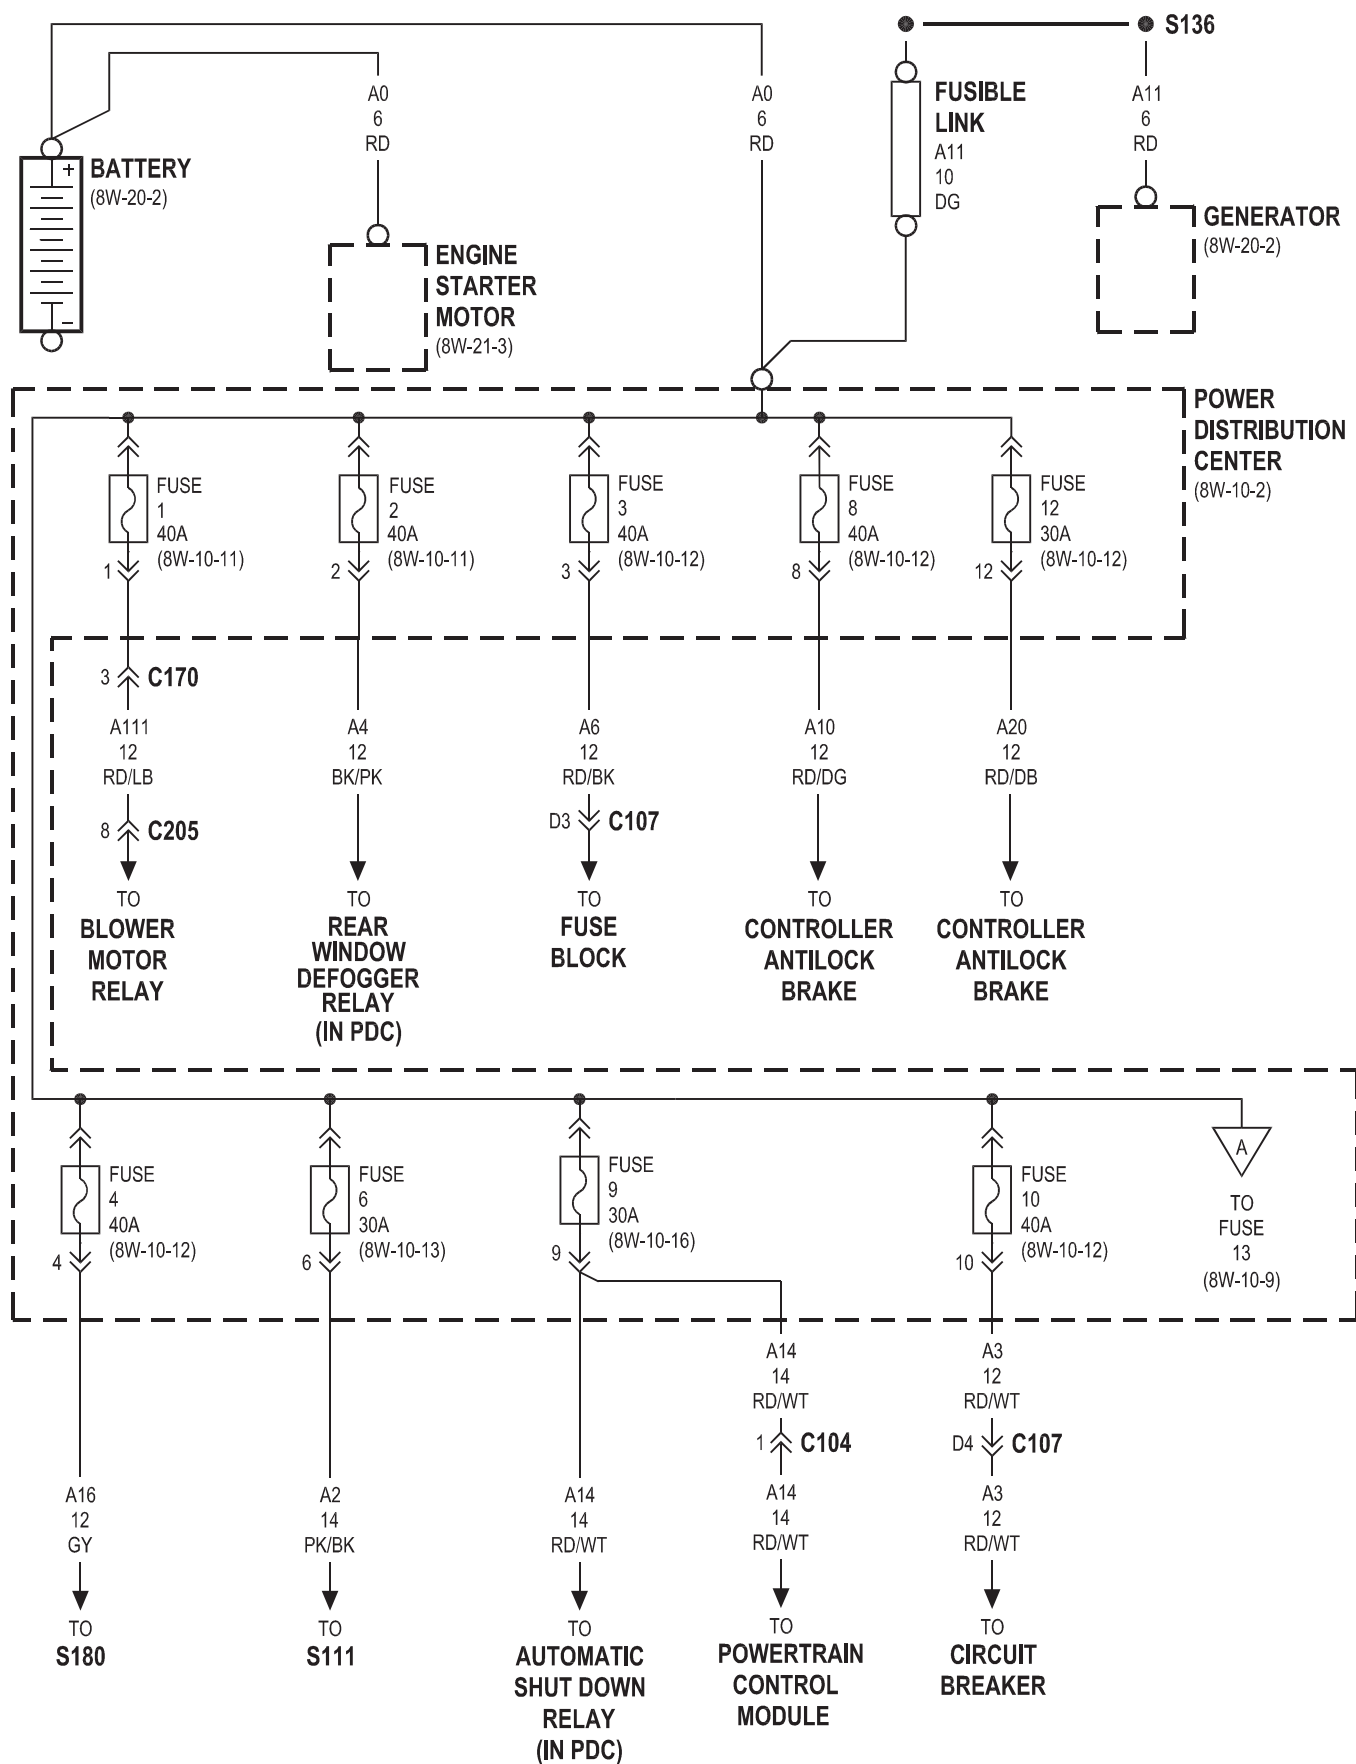 S136
A0
6
RD
A0
6
RD
FUSIBLE
LINK
A11
10
DG
A11
6
RD
+
BATTERY
(8W-20-2)
–
ENGINE
STARTER
MOTOR
(8W-21-3)
GENERATOR
(8W-20-2)
POWER
DISTRIBUTION
CENTER
(8W-10-2)
FUSE
1
40A
(8W-10-11)
1
FUSE
2
40A
(8W-10-11)
2
FUSE
3
40A
(8W-10-12)
3
FUSE
8
40A
(8W-10-12)
8
FUSE
12
30A
(8W-10-12)
12
3 C170
A111
12
RD/LB
8 C205
TO
BLOWER
MOTOR
RELAY
A4
12
BK/PK
TO
REAR
WINDOW
DEFOGGER
RELAY
(IN PDC)
A6
12
RD/BK
D3 C107
TO
FUSE
BLOCK
A10
12
RD/DG
TO
CONTROLLER
ANTILOCK
BRAKE
A20
12
RD/DB
TO
CONTROLLER
ANTILOCK
BRAKE
FUSE
4
40A
(8W-10-12)
4
FUSE
6
30A
(8W-10-13)
6
FUSE
9
30A
(8W-10-16)
9
FUSE
10
40A
(8W-10-12)
10
A
TO
FUSE
13
(8W-10-9)
A16
12
GY
TO
S180
A2
14
PK/BK
TO
S111
A14
14
RD/WT
TO
AUTOMATIC
SHUT DOWN
RELAY
(IN PDC)
A14
14
RD/WT
1 C104
A14
14
RD/WT
TO
POWERTRAIN
CONTROL
MODULE
A3
12
RD/WT
D4 C107
A3
12
RD/WT
TO
CIRCUIT
BREAKER